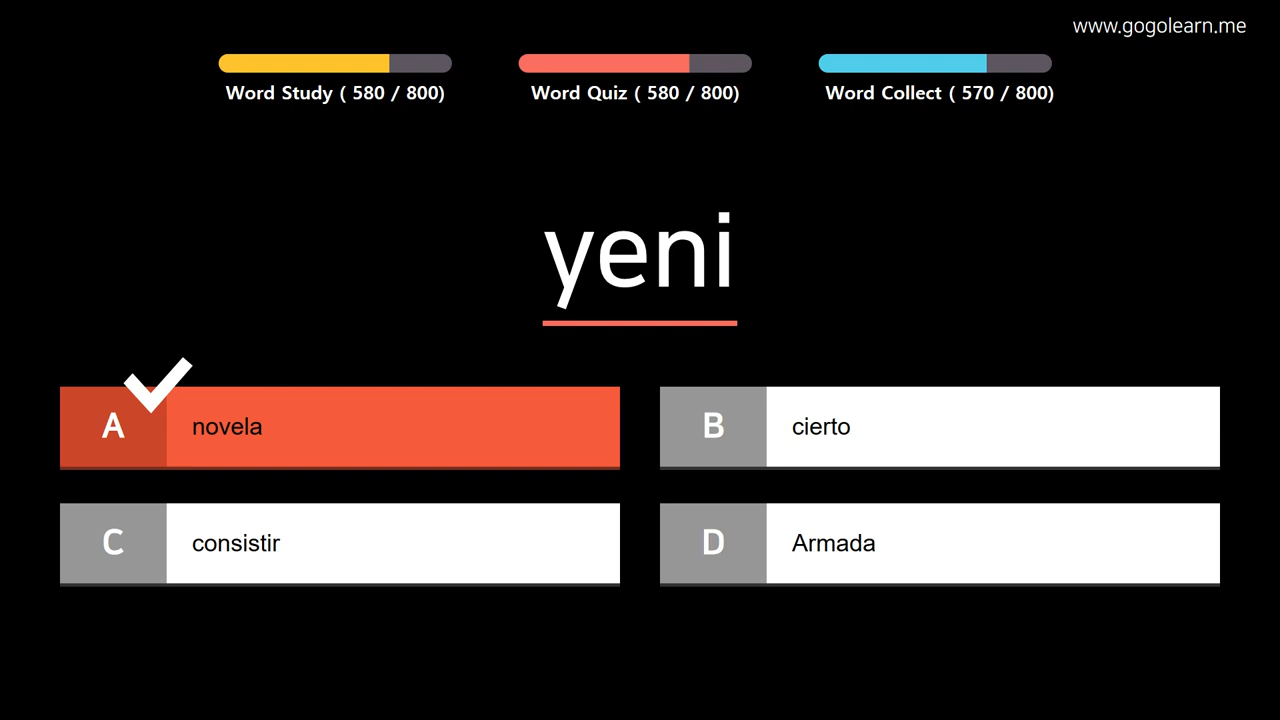 www.gogolearn.me
Word Study ( 580 / 800)
Word Quiz ( 580 / 800)
Word Collect ( 570 / 800)
yeni
A novela
B cierto
C consistir
D Armada